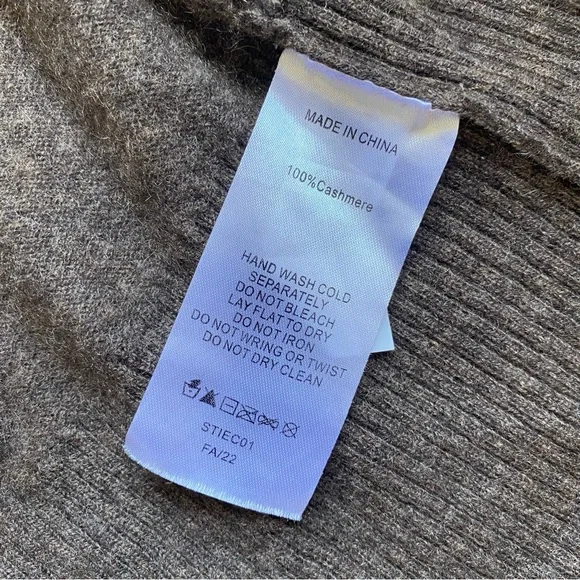 MADE IN CHINA
100%Cashmere
HAND WASH COLD
SEPARATELY
DO NOT BLEACH
LAY FLAT TO DRY
DO NOT IRON
DO NOT WRING OR TWIST
DO NOT DRY CLEAN
STIEC01
FA/22